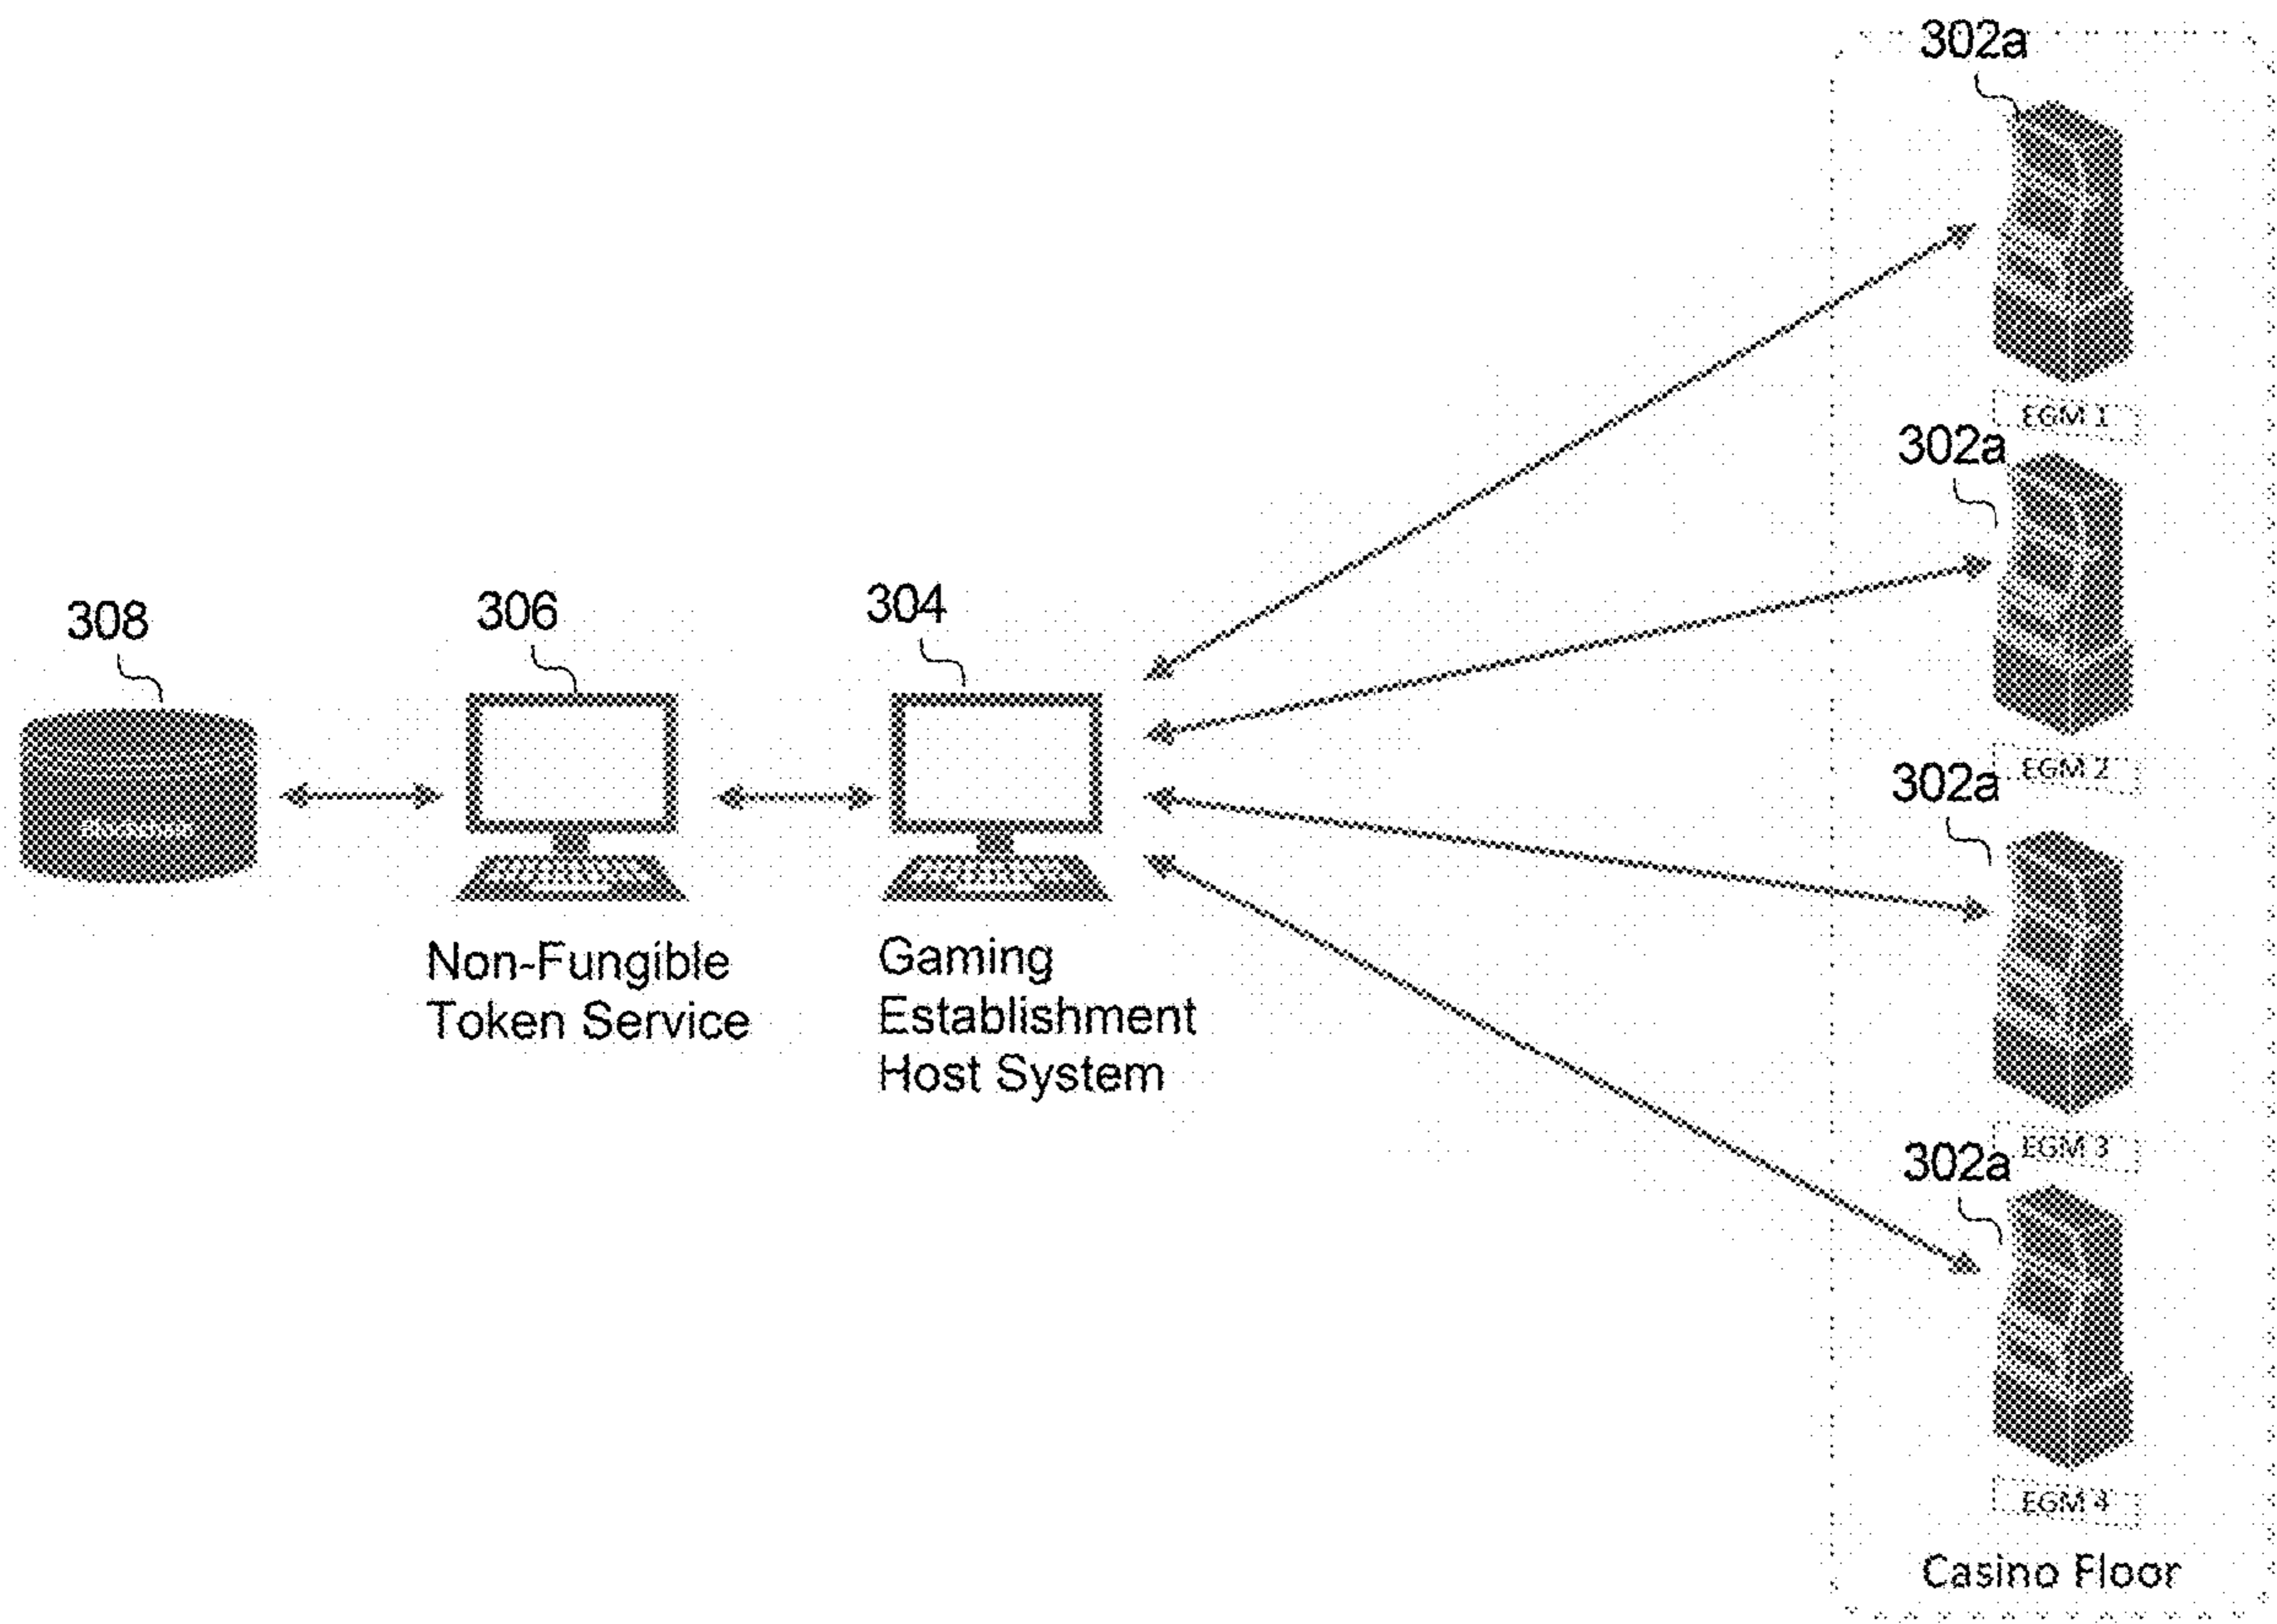 302a
EGM 1
302a
EGM 2
302a
EGM 3
302a
EGM 4
Casino Floor
308
306
304
Non-Fungible
Token Service
Gaming
Establishment
Host System